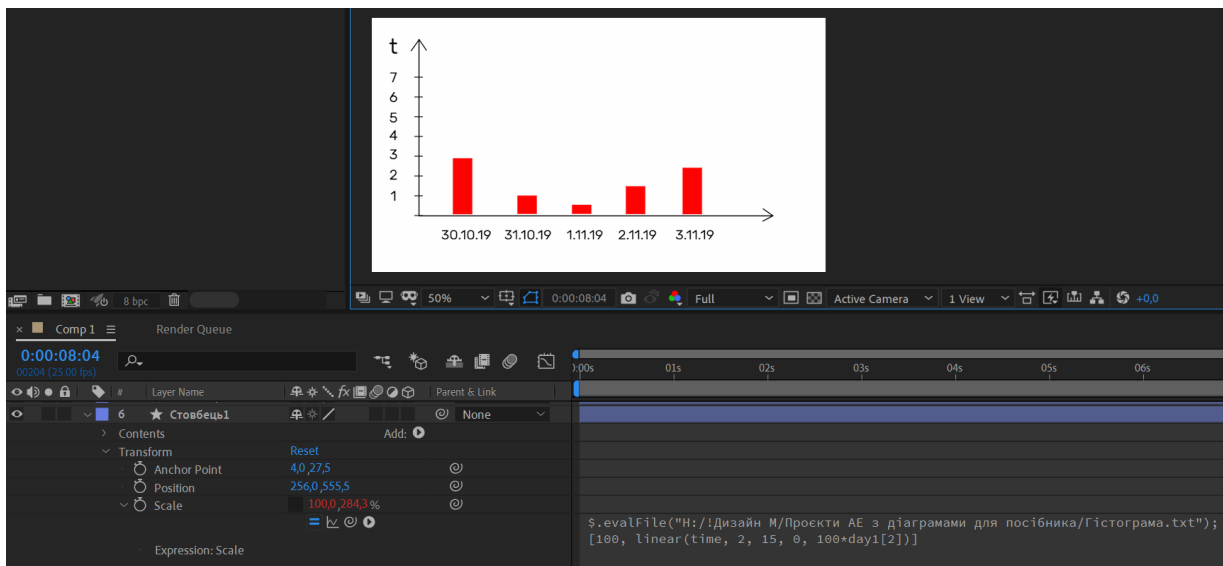 t
7
6
5
4
3
2
1
30.10.19 31.10.19 1.11.19 2.11.19 3.11.19
8 bpc
50% 0:00:08:04 Full Active Camera 1 View +0,0
× Comp 1 Render Queue
0:00:08:04
00204 (25.00 fps)
):00s 01s 02s 03s 04s 05s 06s
# Layer Name fx Parent & Link
6 ★ Стовбець1 None
Contents Add:
Transform Reset
Anchor Point 4,0,27,5
Position 256,0,555,5
Scale 100,0,284,3%
Expression: Scale
$.evalFile("H:/!Дизайн М/Проєкти АЕ з діаграмами для посібника/Гістограма.txt");
[100, linear(time, 2, 15, 0, 100*day1[2])]